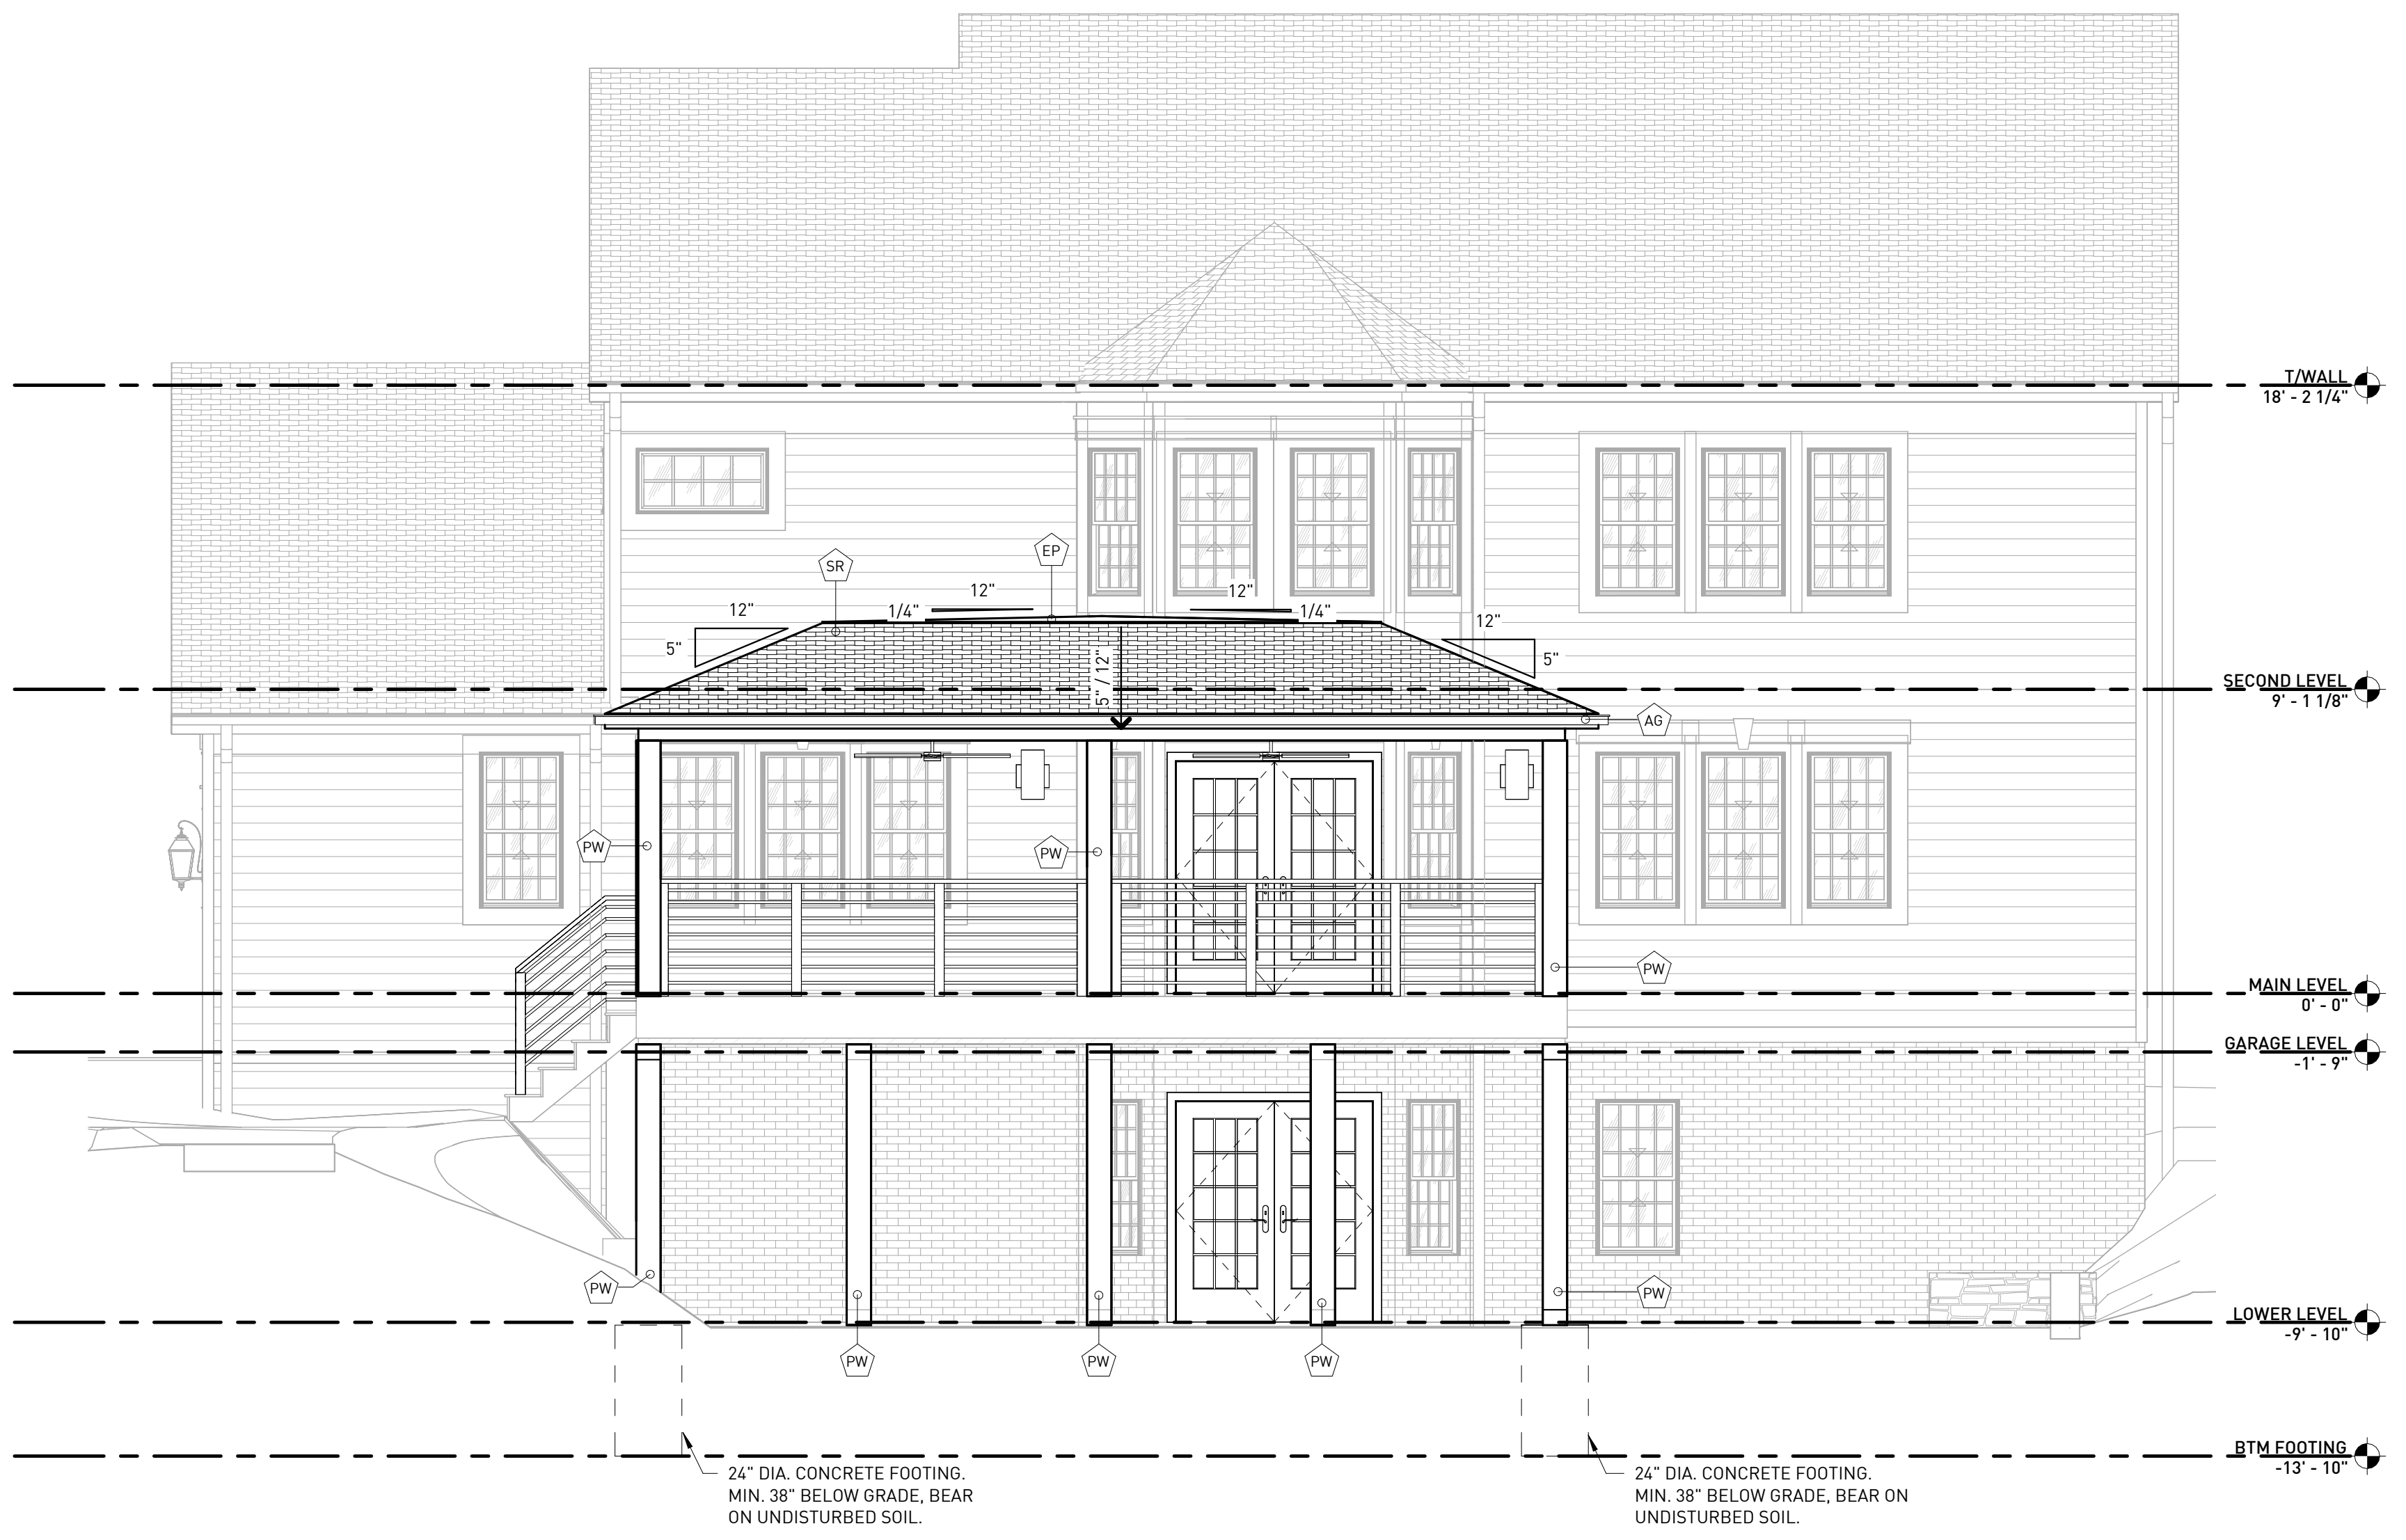 T/WALL
18' - 2 1/4"
EP
SR
12"
12"
12"
1/4"
1/4"
12"
5"
5"
5" / 12"
SECOND LEVEL
9' - 1 1/8"
AG
PW
PW
PW
MAIN LEVEL
0' - 0"
GARAGE LEVEL
-1' - 9"
PW
PW
LOWER LEVEL
-9' - 10"
PW
PW
PW
BTM FOOTING
-13' - 10"
24" DIA. CONCRETE FOOTING.
MIN. 38" BELOW GRADE, BEAR
ON UNDISTURBED SOIL.
24" DIA. CONCRETE FOOTING.
MIN. 38" BELOW GRADE, BEAR ON
UNDISTURBED SOIL.